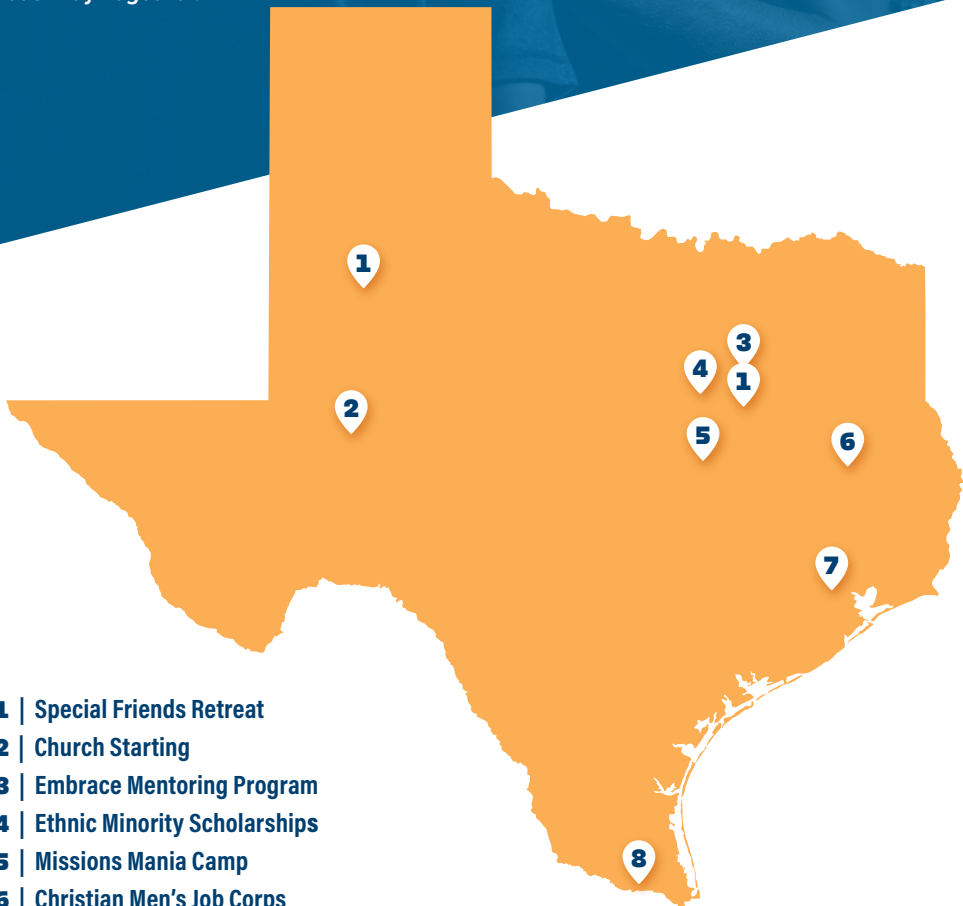 1
3
4
1
2
5
6
7
8
1 | Special Friends Retreat
2 | Church Starting
3 | Embrace Mentoring Program
4 | Ethnic Minority Scholarships
5 | Missions Mania Camp
6 | Christian Men's Job Corps